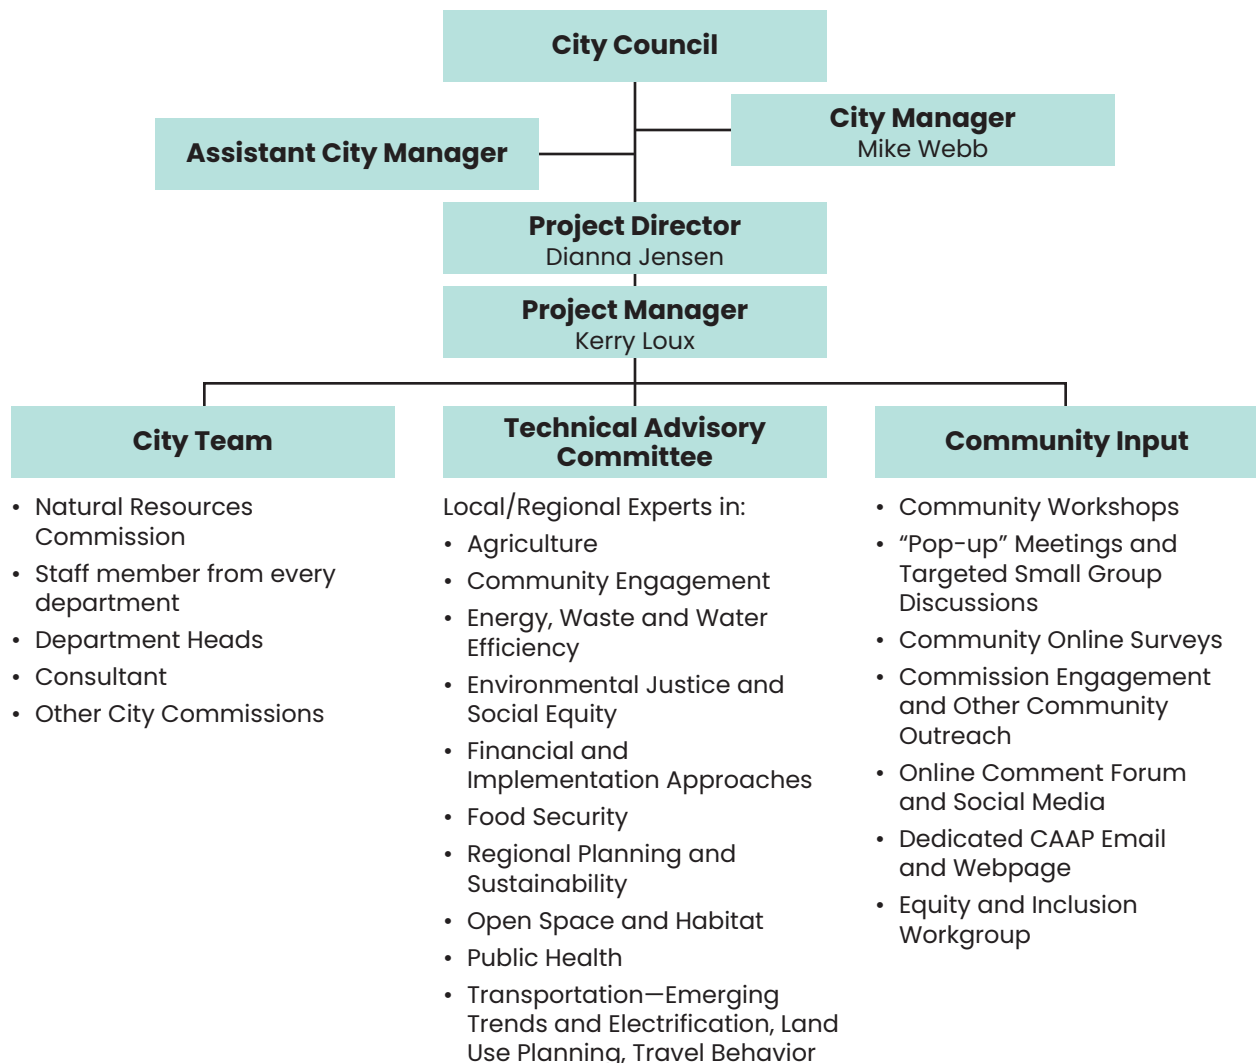 City Council
City Manager
Mike Webb
Assistant City Manager
Project Director
Dianna Jensen
Project Manager
Kerry Loux
City Team
• Natural Resources
Commission
• Staff member from every
department
• Department Heads
• Consultant
• Other City Commissions
Technical Advisory
Committee
Local/Regional Experts in:
• Agriculture
• Community Engagement
• Energy, Waste and Water
Efficiency
• Environmental Justice and
Social Equity
• Financial and
Implementation Approaches
• Food Security
• Regional Planning and
Sustainability
• Open Space and Habitat
• Public Health
• Transportation—Emerging
Trends and Electrification, Land
Use Planning, Travel Behavior
Community Input
• Community Workshops
• “Pop-up” Meetings and
Targeted Small Group
Discussions
• Community Online Surveys
• Commission Engagement
and Other Community
Outreach
• Online Comment Forum
and Social Media
• Dedicated CAAP Email
and Webpage
• Equity and Inclusion
Workgroup